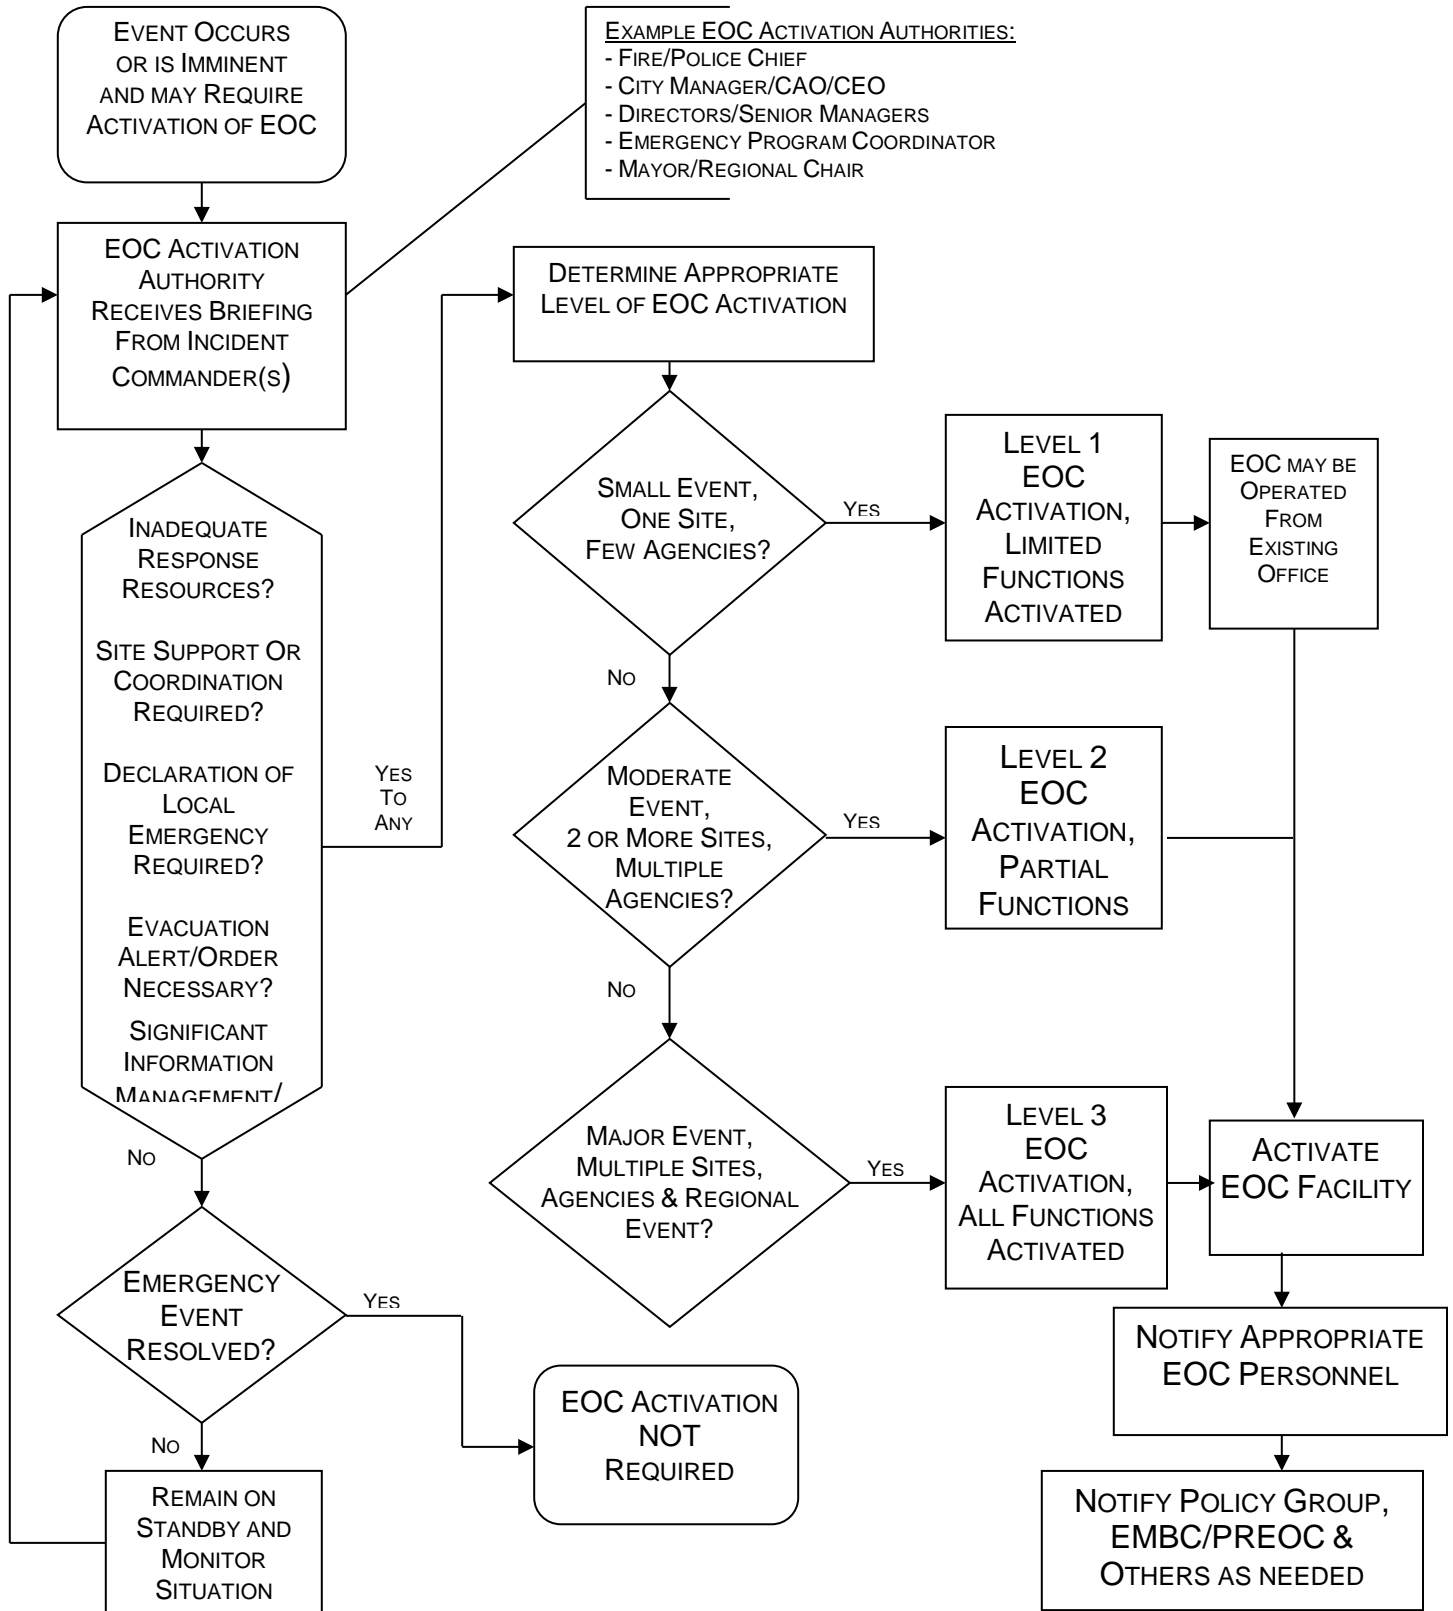 EVENT OCCURS
OR IS IMMINENT
AND MAY REQUIRE
ACTIVATION OF EOC
EXAMPLE EOC ACTIVATION AUTHORITIES:
- FIRE/POLICE CHIEF
- CITY MANAGER/CAO/CEO
- DIRECTORS/SENIOR MANAGERS
- EMERGENCY PROGRAM COORDINATOR
- MAYOR/REGIONAL CHAIR
EOC ACTIVATION
AUTHORITY
RECEIVES BRIEFING
FROM INCIDENT
COMMANDER(S)
DETERMINE APPROPRIATE
LEVEL OF EOC ACTIVATION
INADEQUATE
RESPONSE
RESOURCES?
SITE SUPPORT OR
COORDINATION
REQUIRED?
DECLARATION OF
LOCAL
EMERGENCY
REQUIRED?
EVACUATION
ALERT/ORDER
NECESSARY?
SIGNIFICANT
INFORMATION
MANAGEMENT/
YES
TO
ANY
NO
SMALL EVENT,
ONE SITE,
FEW AGENCIES?
YES
LEVEL 1
EOC
ACTIVATION,
LIMITED
FUNCTIONS
ACTIVATED
EOC MAY BE
OPERATED
FROM
EXISTING
OFFICE
NO
MODERATE
EVENT,
2 OR MORE SITES,
MULTIPLE
AGENCIES?
YES
LEVEL 2
EOC
ACTIVATION,
PARTIAL
FUNCTIONS
NO
MAJOR EVENT,
MULTIPLE SITES,
AGENCIES & REGIONAL
EVENT?
YES
LEVEL 3
EOC
ACTIVATION,
ALL FUNCTIONS
ACTIVATED
ACTIVATE
EOC FACILITY
EMERGENCY
EVENT
RESOLVED?
YES
EOC ACTIVATION
NOT
REQUIRED
NO
REMAIN ON
STANDBY AND
MONITOR
SITUATION
NOTIFY APPROPRIATE
EOC PERSONNEL
NOTIFY POLICY GROUP,
EMBC/PREOC &
OTHERS AS NEEDED